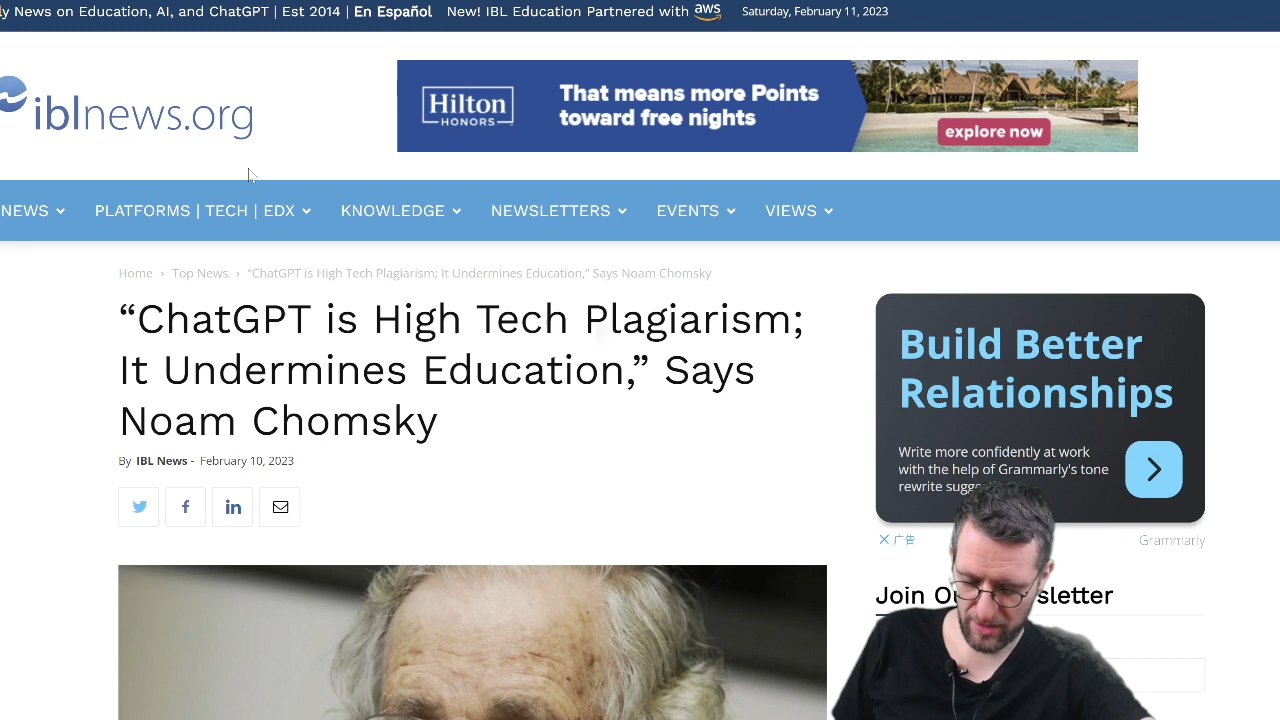 News on Education, AI, and ChatGPT | Est 2014 | En Español New! IBL Education Partnered with aws Saturday, February 11, 2023
iblnews.org
Hilton
HONORS
That means more Points
toward free nights
explore now
NEWS PLATFORMS | TECH | EDX KNOWLEDGE NEWSLETTERS EVENTS VIEWS
Home › Top News › “ChatGPT is High Tech Plagiarism; It Undermines Education,” Says Noam Chomsky
“ChatGPT is High Tech Plagiarism;
It Undermines Education,” Says
Noam Chomsky
By IBL News - February 10, 2023
Build Better
Relationships
Write more confidently at work
with the help of Grammarly's tone
rewrite
广告
Grammarly
Join